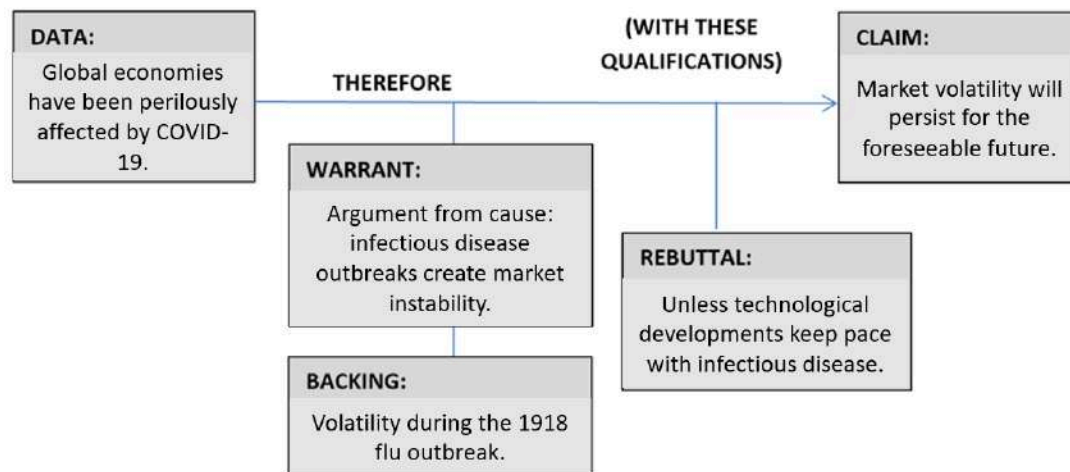 DATA:
Global economies
have been perilously
affected by COVID-
19.
THEREFORE
(WITH THESE
QUALIFICATIONS)
CLAIM:
Market volatility will
persist for the
foreseeable future.
WARRANT:
Argument from cause:
infectious disease
outbreaks create market
instability.
REBUTTAL:
Unless technological
developments keep pace
with infectious disease.
BACKING:
Volatility during the 1918
flu outbreak.